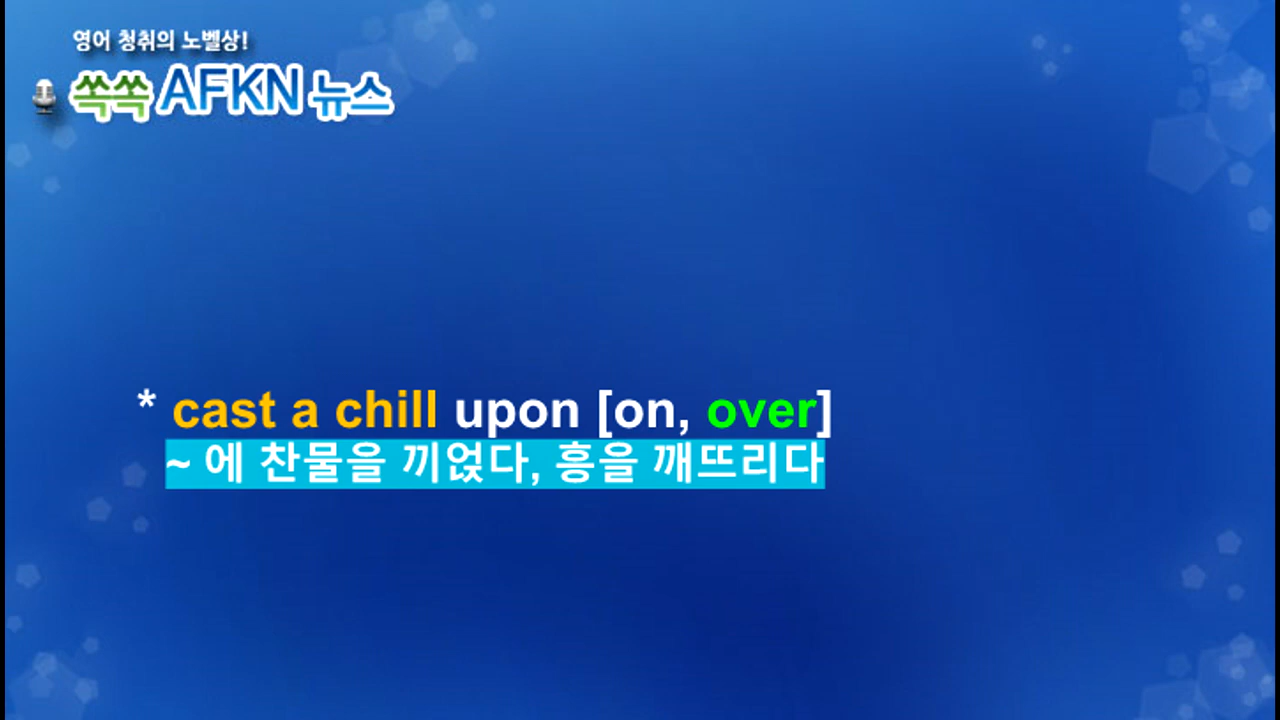 영어 청취의 노벨상!
쏙쏙 AFKN 뉴스
* cast a chill upon [on, over]
~ 에 찬물을 끼얹다, 흥을 깨뜨리다